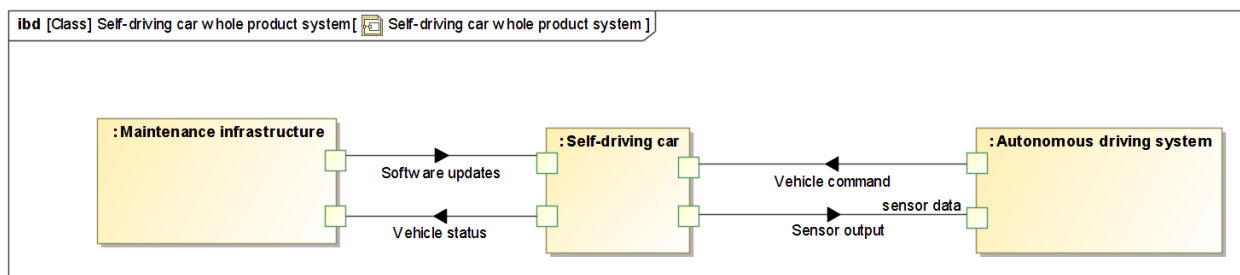 ibd [Class] Self-driving car whole product system[ Self-driving car whole product system ]
: Maintenance infrastructure
: Self-driving car
: Autonomous driving system
Software updates
Vehicle command
sensor data
Vehicle status
Sensor output